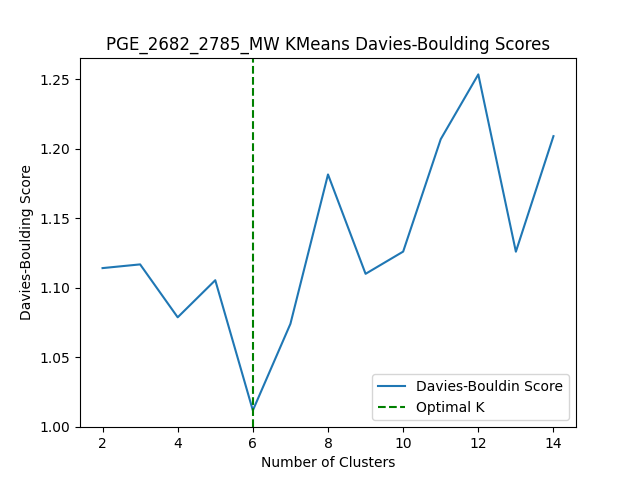 PGE_2682_2785_MW KMeans Davies-Boulding Scores
Davies-Boulding Score
1.25
1.20
1.15
1.10
1.05
1.00
Davies-Bouldin Score
Optimal K
2 4 6 8 10 12 14
Number of Clusters